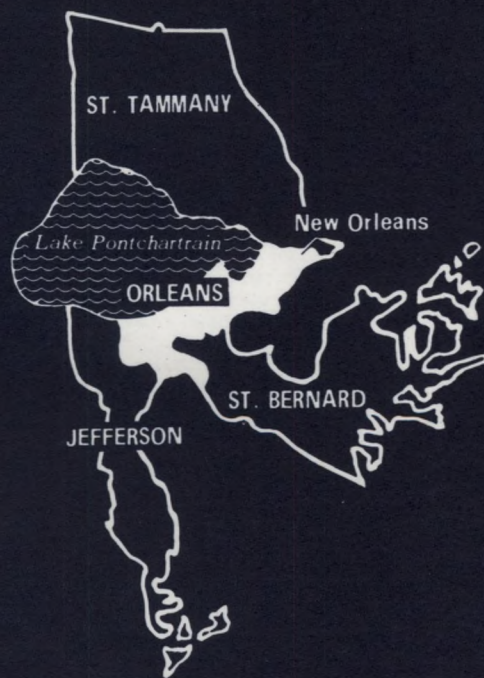 ST. TAMMANY
New Orleans
Lake Pontchartrain
ORLEANS
ST. BERNARD
JEFFERSON